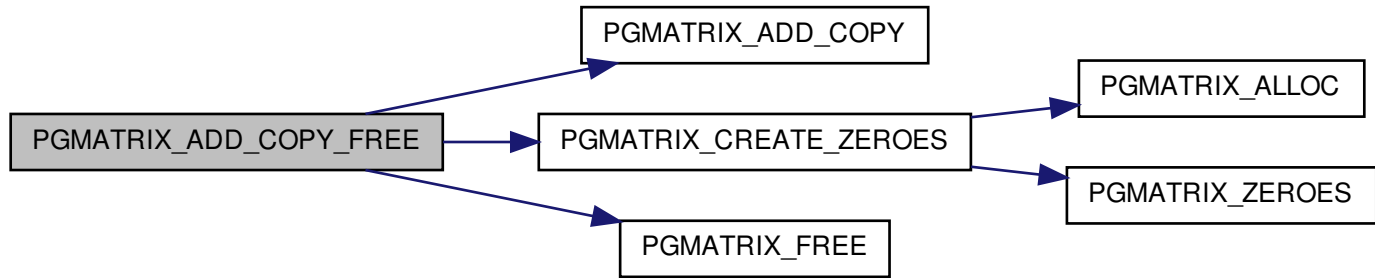 PGMATRIX_ADD_COPY
PGMATRIX_ALLOC
PGMATRIX_ADD_COPY_FREE
PGMATRIX_CREATE_ZEROES
PGMATRIX_ZEROES
PGMATRIX_FREE